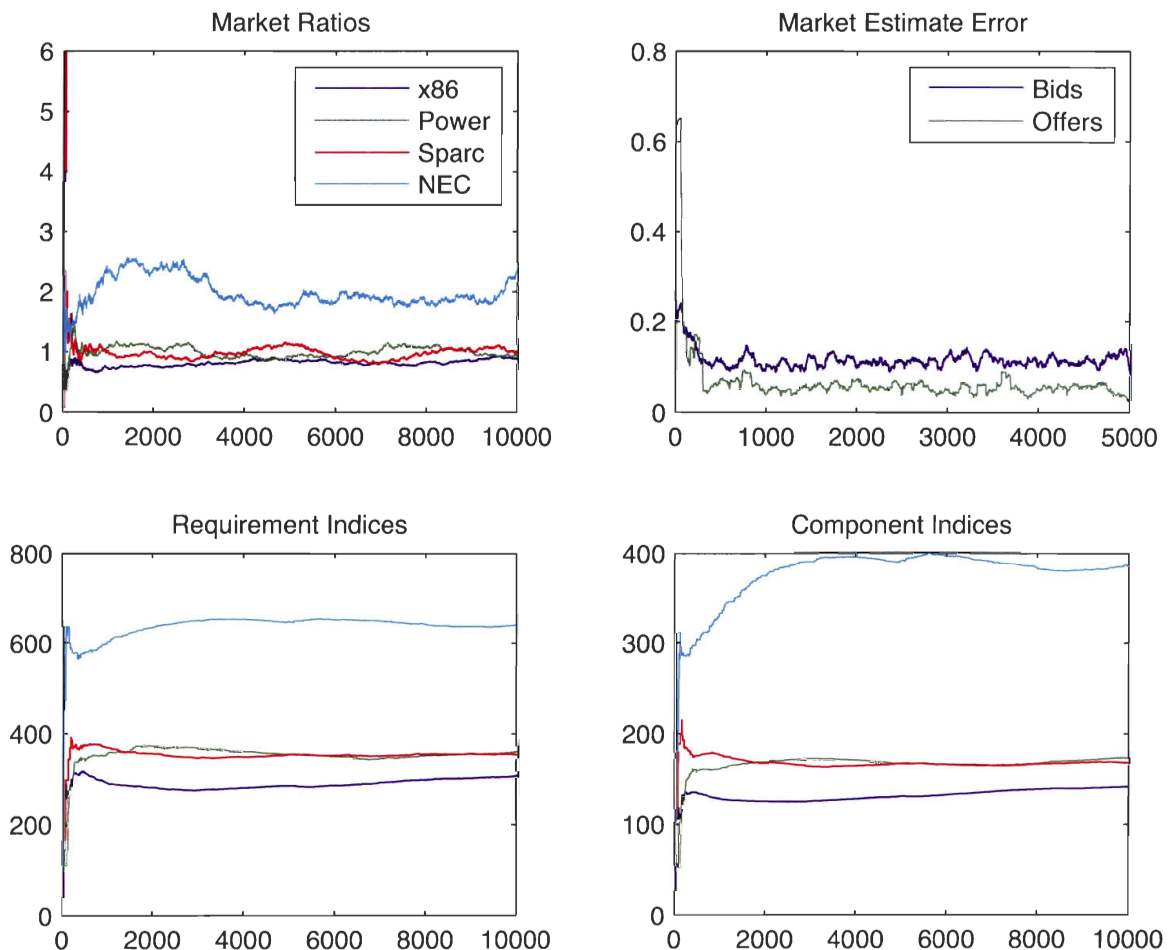 Market Ratios
6
5
4
3
2
1
0
0 2000 4000 6000 8000 10000
x86
Power
Sparc
NEC
Market Estimate Error
0.8
0.6
0.4
0.2
0
0 1000 2000 3000 4000 5000
Bids
Offers
Requirement Indices
800
600
400
200
0
0 2000 4000 6000 8000 10000
Component Indices
400
300
200
100
0
0 2000 4000 6000 8000 10000